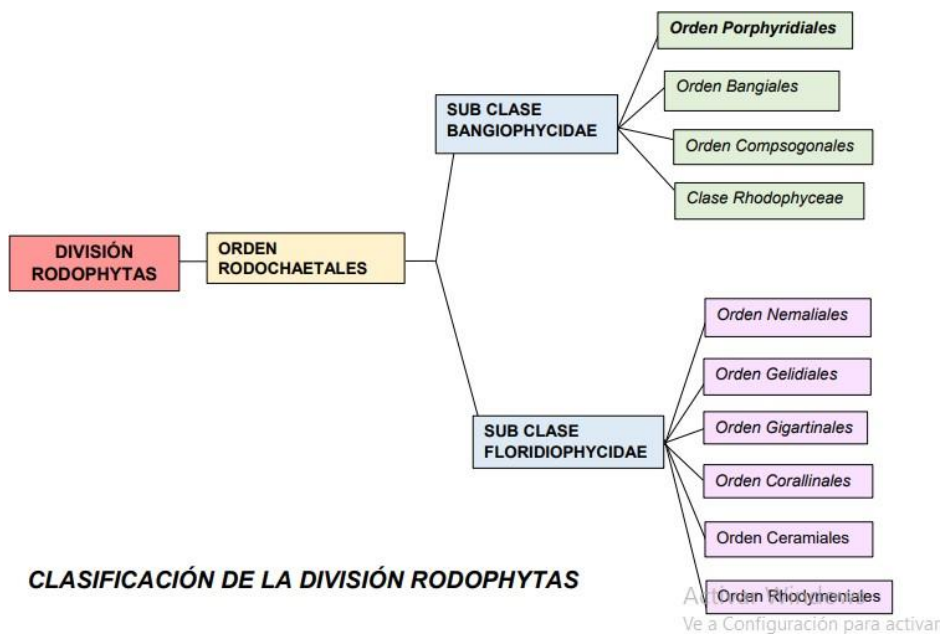 Orden Porphyridiales
Orden Bangiales
SUB CLASE
BANGIOPHYCIDAE
Orden Compsogonales
Clase Rhodophyceae
DIVISIÓN
RODOPHYTAS
ORDEN
RODOCHAETALES
Orden Nemaliales
Orden Gelidiales
Orden Gigartinales
SUB CLASE
FLORIDIOPHYCIDAE
Orden Corallinales
Orden Ceramiales
Orden Rhodymeniales
CLASIFICACIÓN DE LA DIVISIÓN RODOPHYTAS
Activar Windows
Ve a Configuración para activar